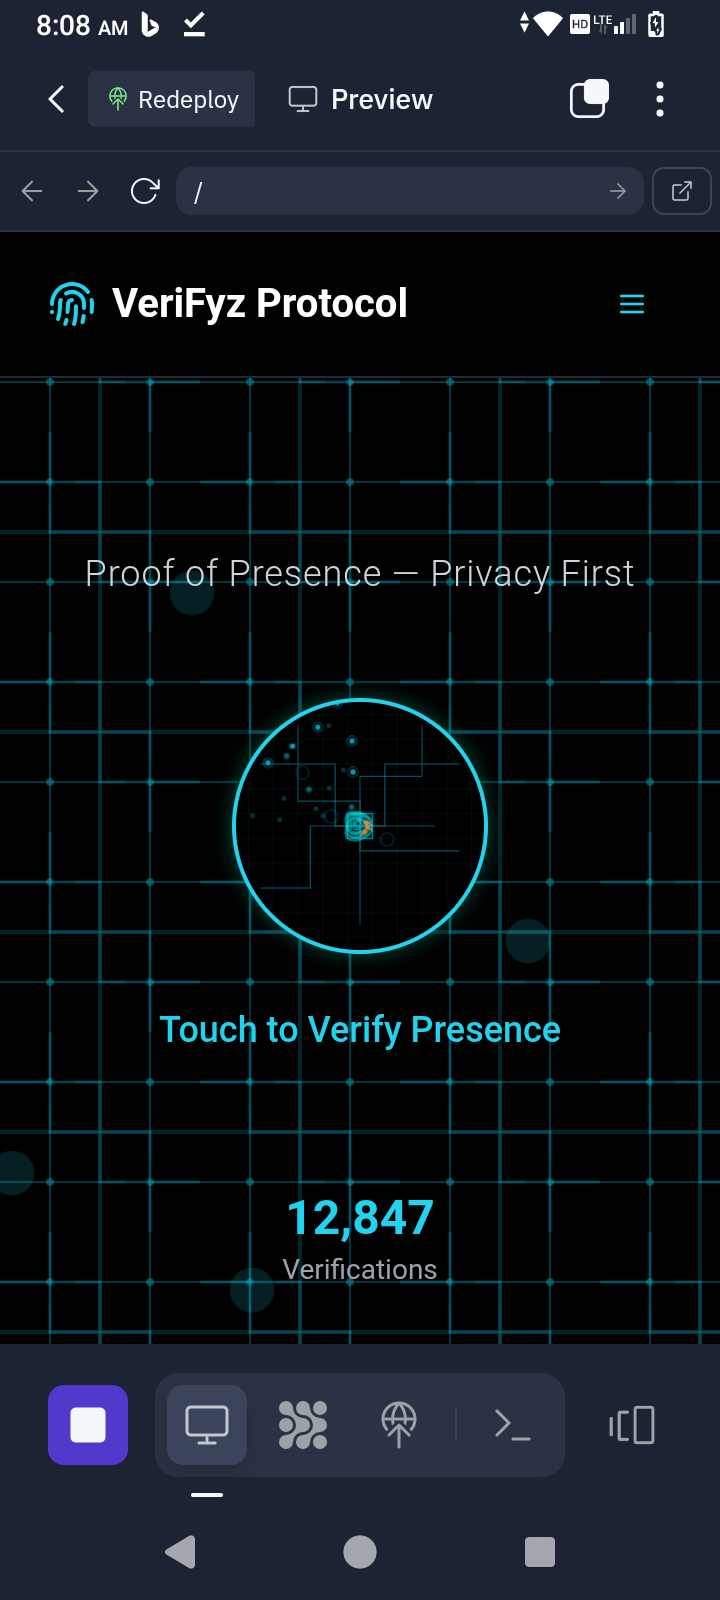 8:08 AM
HD LTE
Redeploy
Preview
/
VeriFyz Protocol
Proof of Presence — Privacy First
Touch to Verify Presence
12,847
Verifications